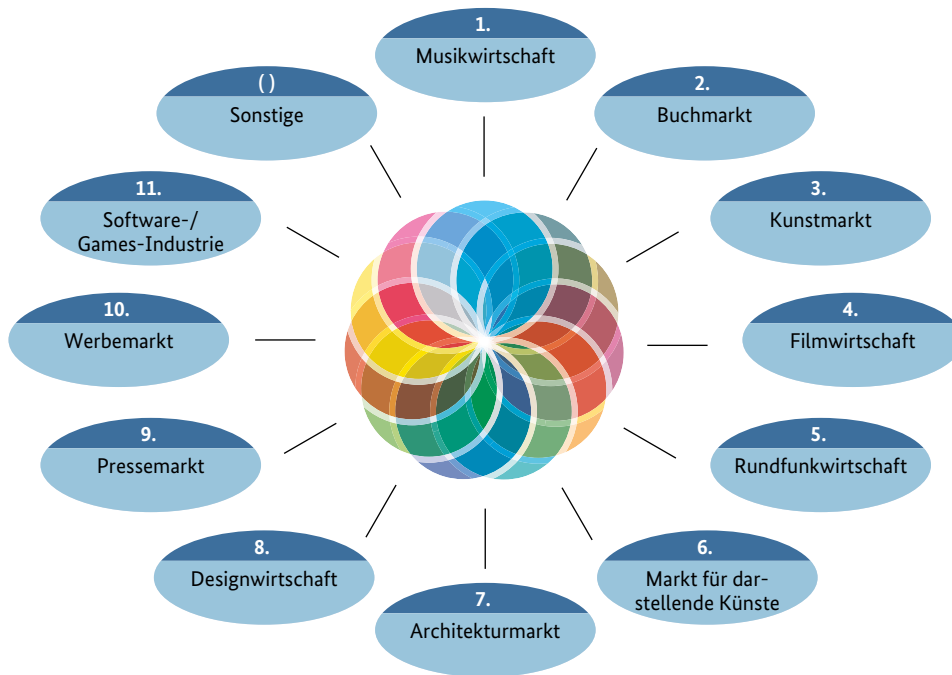 1.
Musikwirtschaft
2.
Buchmarkt
3.
Kunstmarkt
4.
Filmwirtschaft
5.
Rundfunkwirtschaft
6.
Markt für dar-
stellende Künste
7.
Architekturmarkt
8.
Designwirtschaft
9.
Pressemarkt
10.
Werbemarkt
11.
Software-/
Games-Industrie
( )
Sonstige